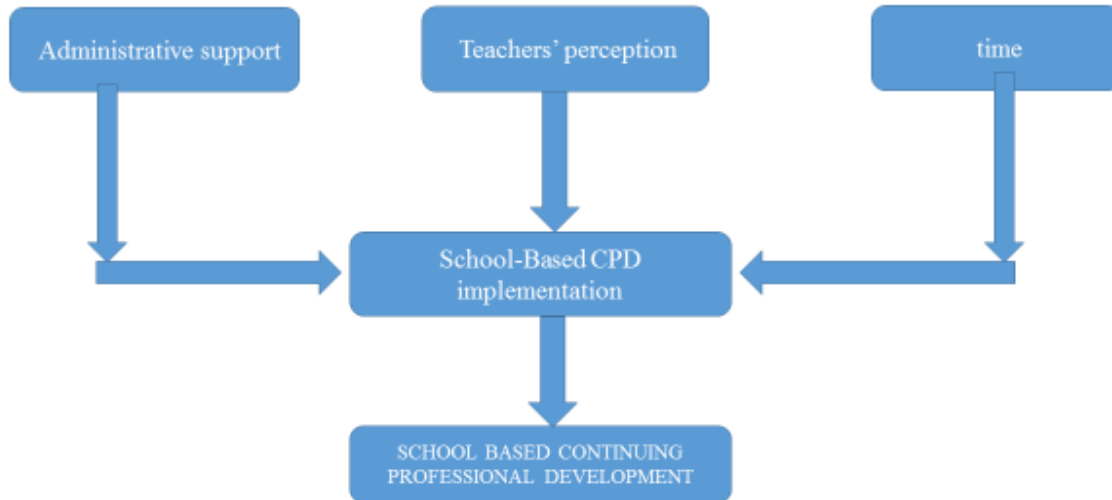 Administrative support
Teachers’ perception
time
School-Based CPD
implementation
SCHOOL BASED CONTINUING
PROFESSIONAL DEVELOPMENT